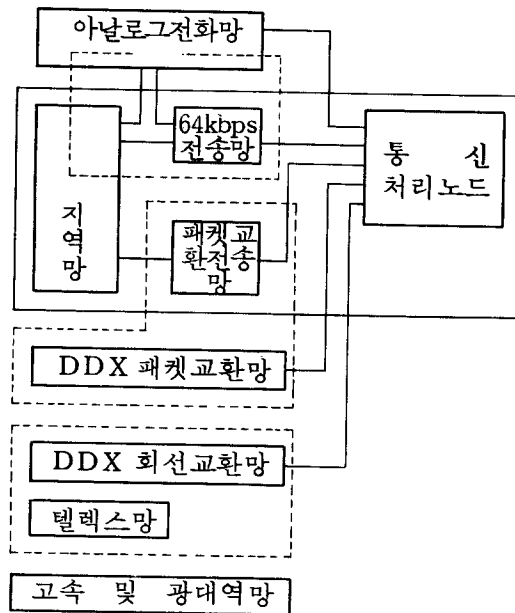 아날로그전화망
64kbps
전송망
통 신
처리노드
지
역
망
패켓교
환전송
망
DDX 패켓교환망
DDX 회선교환망
텔렉스망
고속 및 광대역망